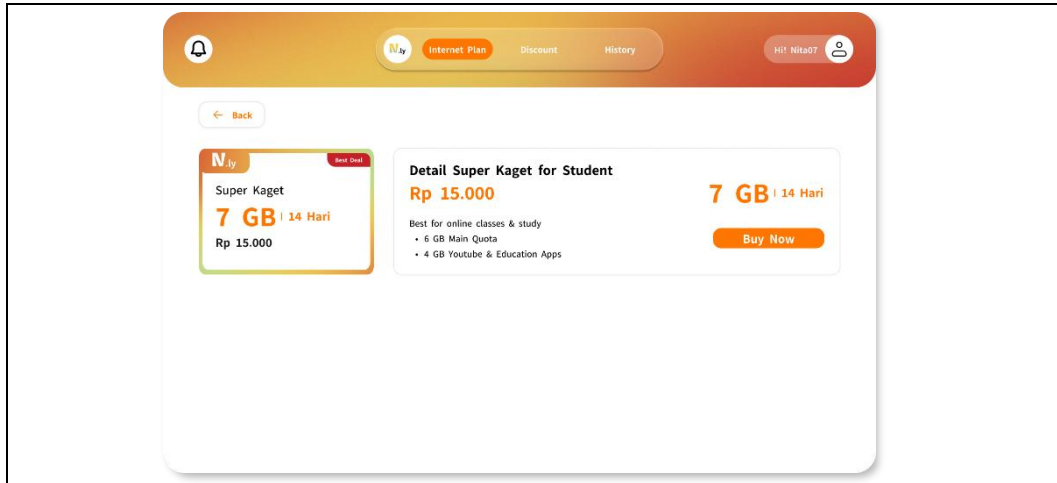 N.ly Internet Plan Discount History Hi! Nita07
← Back
N.ly Best Deal
Super Kaget
7 GB | 14 Hari
Rp 15.000
Detail Super Kaget for Student
Rp 15.000
Best for online classes & study
• 6 GB Main Quota
• 4 GB Youtube & Education Apps
7 GB | 14 Hari
Buy Now